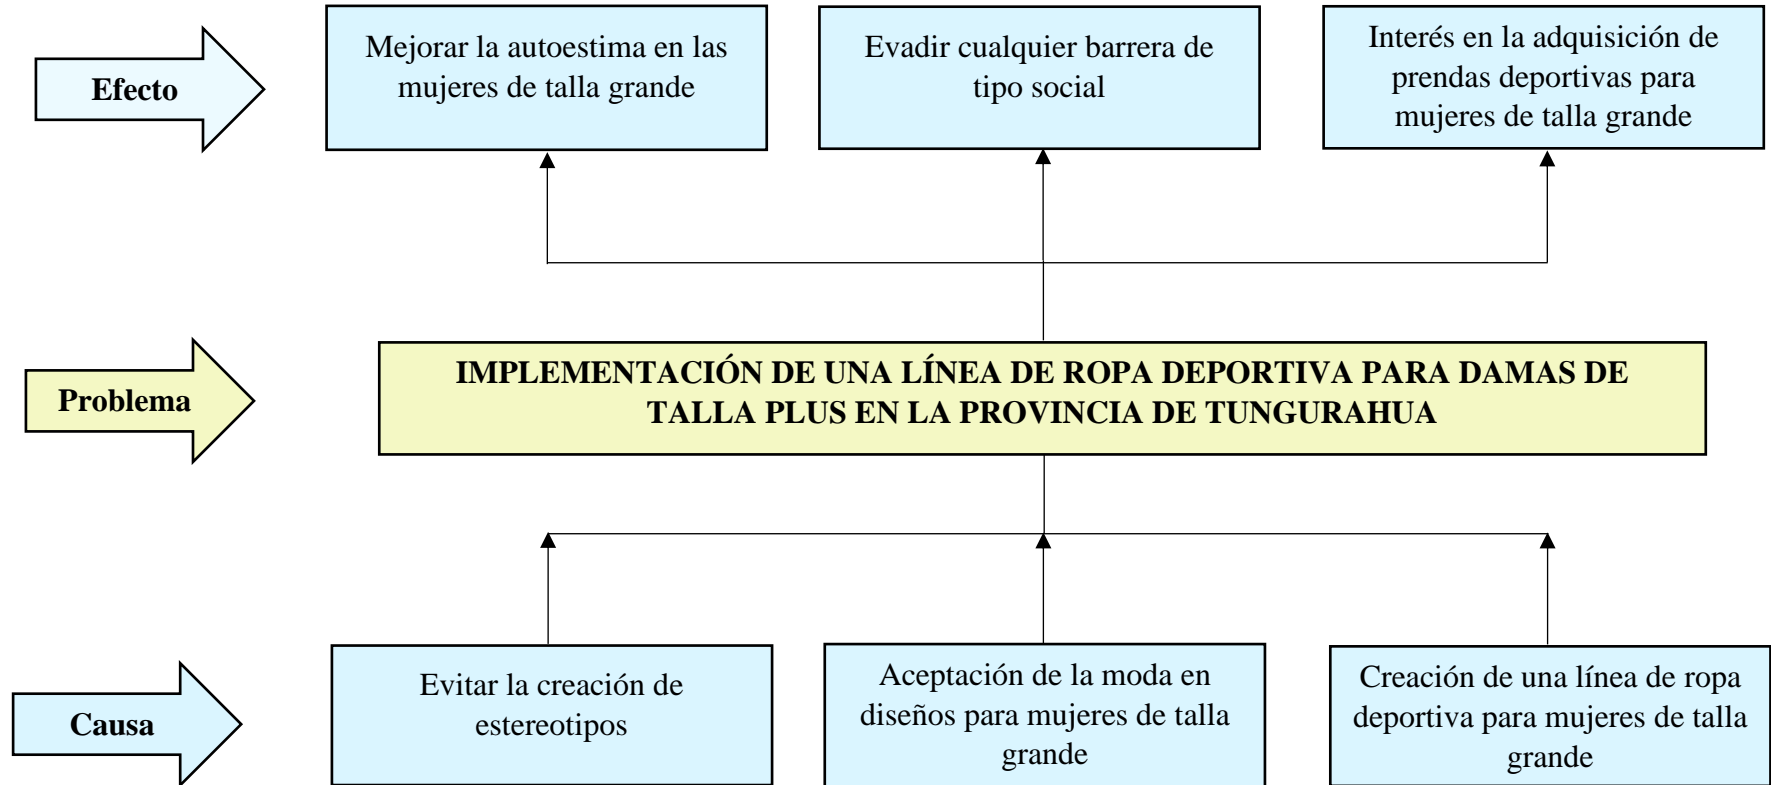 Efecto
Mejorar la autoestima en las
mujeres de talla grande
Evadir cualquier barrera de
tipo social
Interés en la adquisición de
prendas deportivas para
mujeres de talla grande
Problema
IMPLEMENTACIÓN DE UNA LÍNEA DE ROPA DEPORTIVA PARA DAMAS DE
TALLA PLUS EN LA PROVINCIA DE TUNGURAHUA
Causa
Evitar la creación de
estereotipos
Aceptación de la moda en
diseños para mujeres de talla
grande
Creación de una línea de ropa
deportiva para mujeres de talla
grande